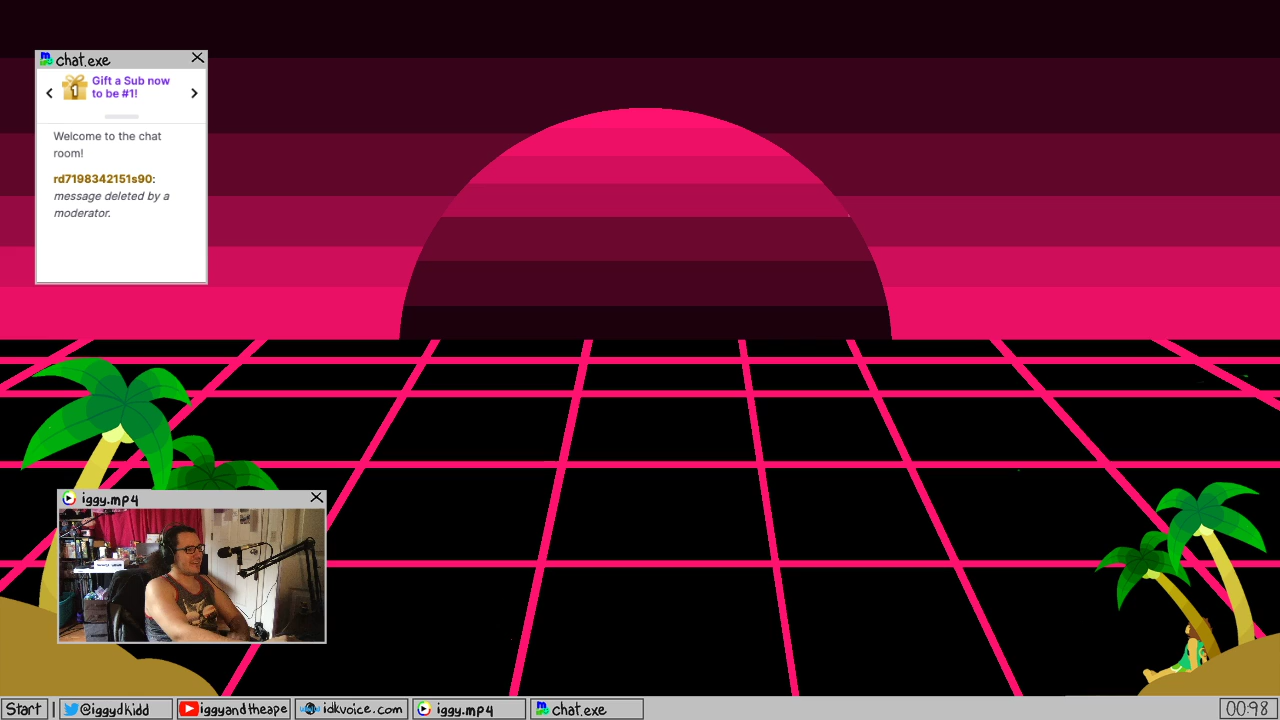 chat.exe
1
Gift a Sub now
to be #1!
Welcome to the chat
room!
rd7198342151s90:
message deleted by a
moderator.
iggy.mp4
Start | @iggydkidd iggyandtheape idkvoice.com iggy.mp4 chat.exe 00:98